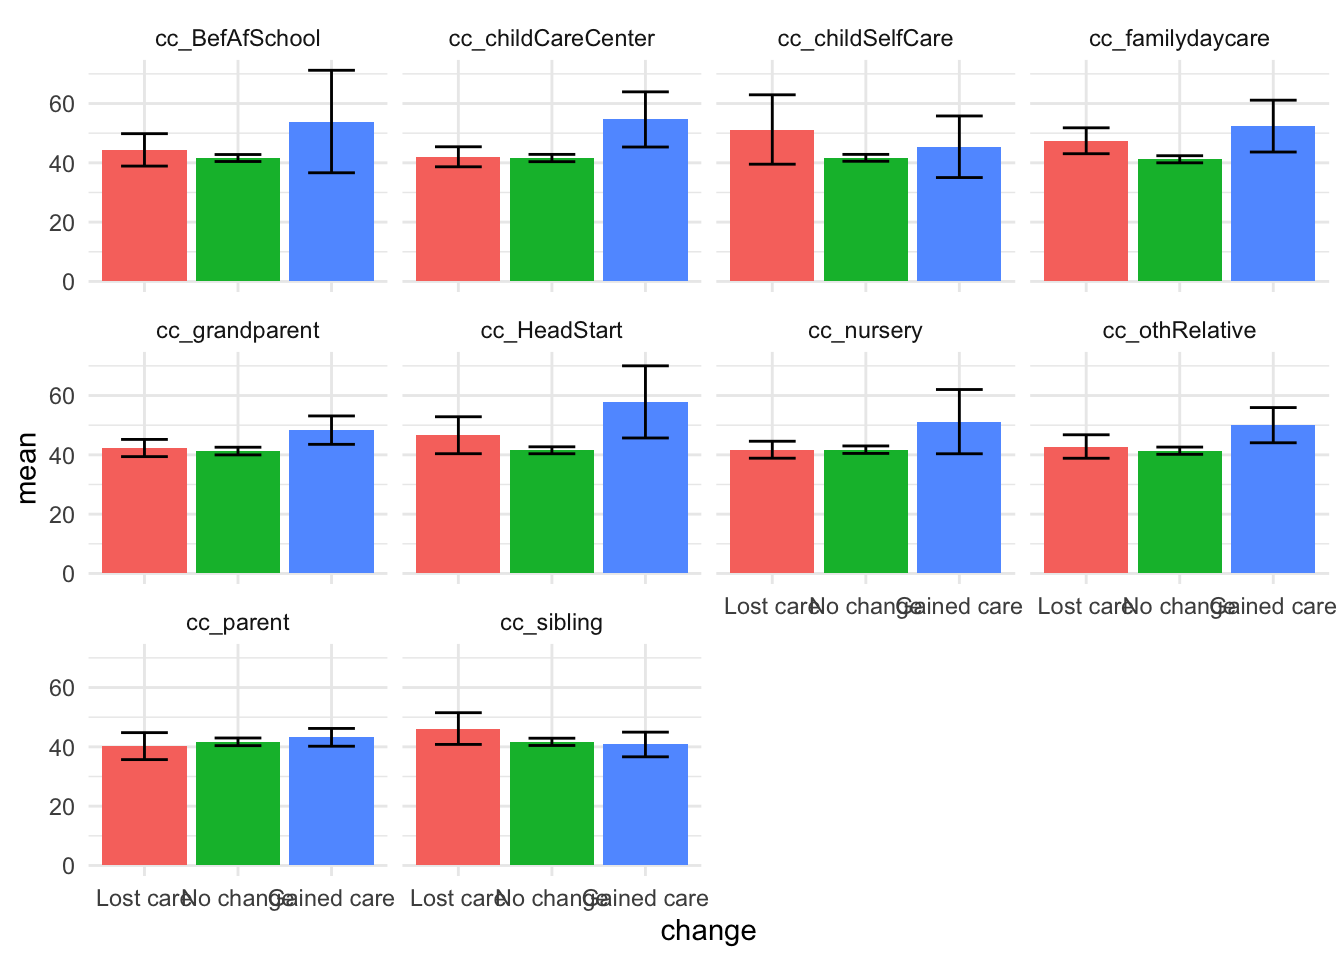 cc_BefAfSchool cc_childCareCenter cc_childSelfCare cc_familydaycare
60
40
20
0
cc_grandparent cc_HeadStart cc_nursery cc_othRelative
60
40
20
0
Lost care No change Gained care Lost care No change Gained care
cc_parent cc_sibling
60
40
20
0
Lost care No change Gained care Lost care No change Gained care
change
mean